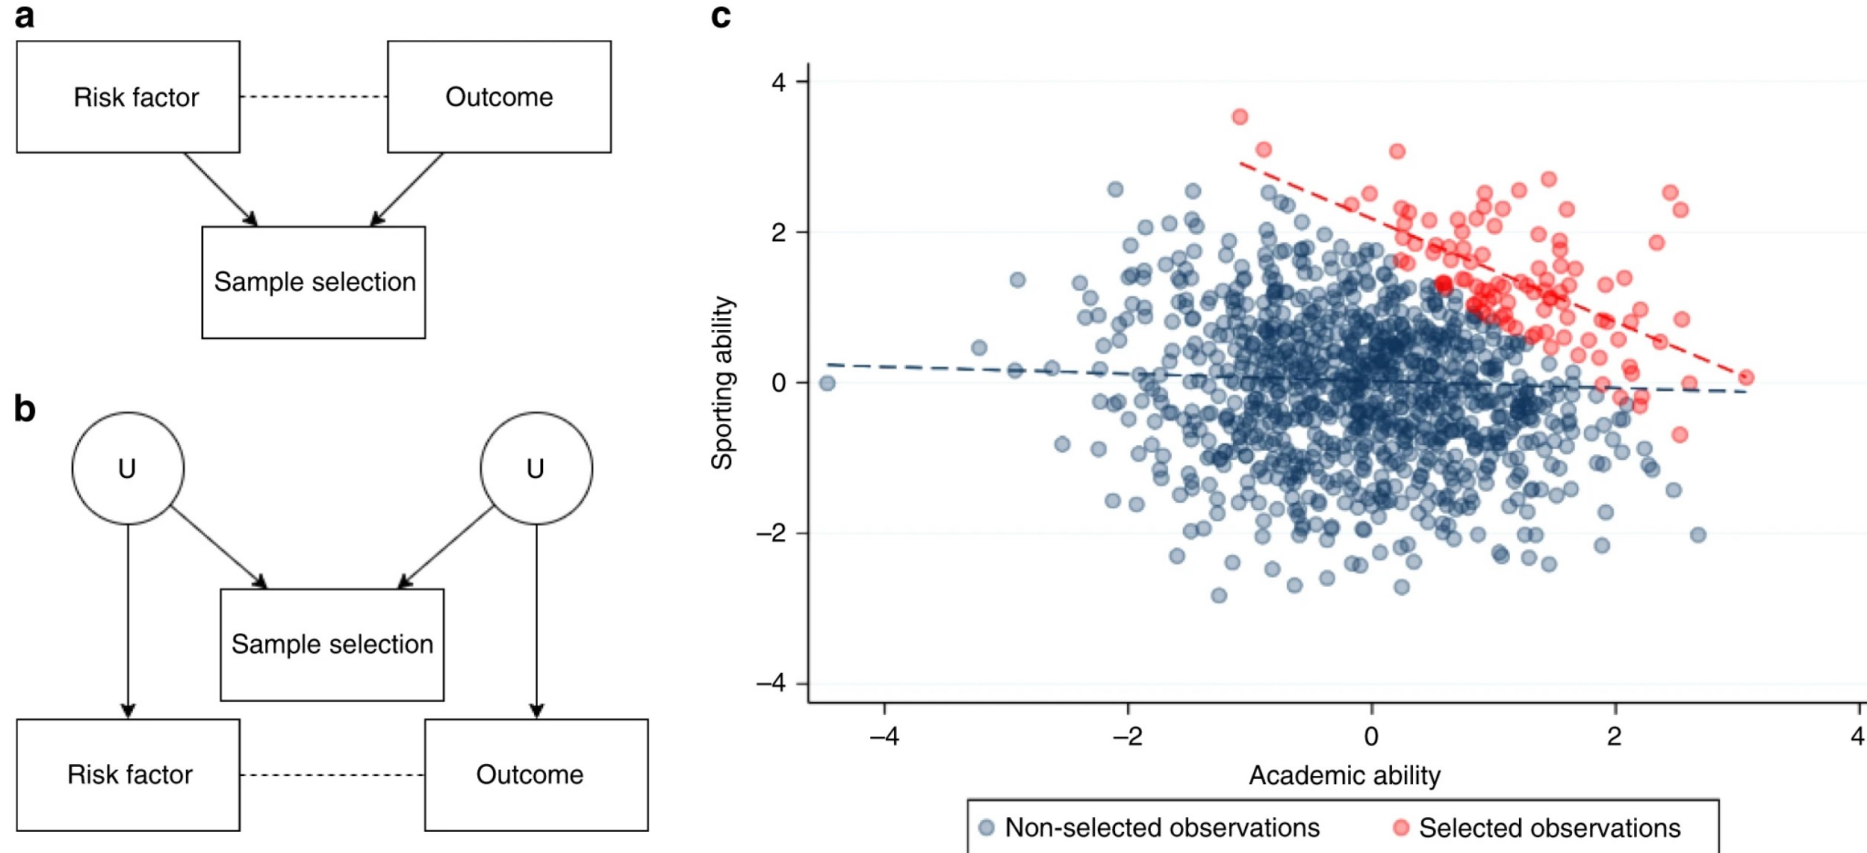 a
Risk factor
Outcome
Sample selection
b
U
U
Sample selection
Risk factor
Outcome
c
4
2
0
–2
–4
Sporting ability
–4
–2
0
2
4
Academic ability
Non-selected observations
Selected observations